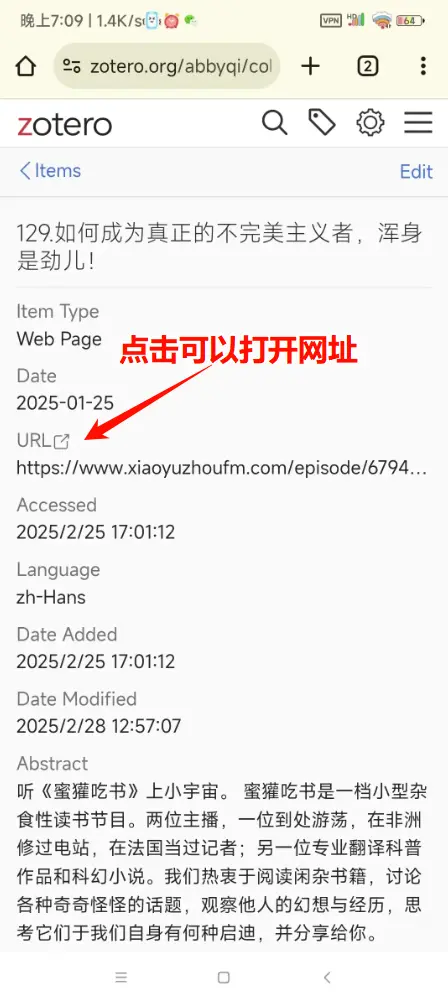 晚上7:09 | 1.4K/s
VPN HD 64
zotero.org/abbyqi/col
2
zotero
Items
Edit
129.如何成为真正的不完美主义者，浑身
是劲儿！
Item Type
Web Page
点击可以打开网址
Date
2025-01-25
URL
https://www.xiaoyuzhoufm.com/episode/6794...
Accessed
2025/2/25 17:01:12
Language
zh-Hans
Date Added
2025/2/25 17:01:12
Date Modified
2025/2/28 12:57:07
Abstract
听《蜜獾吃书》上小宇宙。 蜜獾吃书是一档小型杂
食性读书节目。两位主播，一位到处游荡，在非洲
修过电站，在法国当过记者；另一位专业翻译科普
作品和科幻小说。我们热衷于阅读闲杂书籍，讨论
各种奇奇怪怪的话题，观察他人的幻想与经历，思
考它们于我们自身有何种启迪，并分享给你。